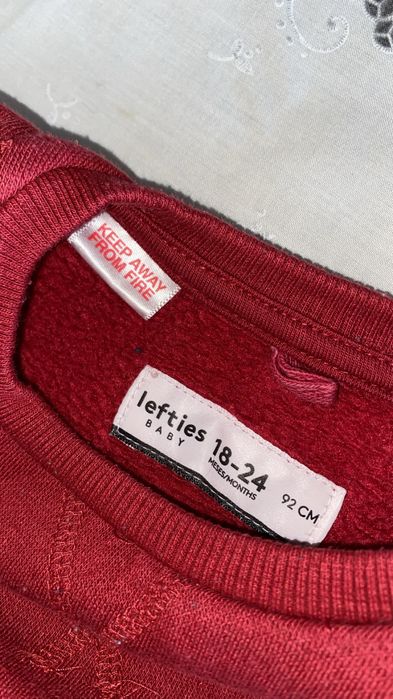 KEEP AWAY
FROM FIRE
lefties
BABY
18-24
MESES/MONTHS
92 CM